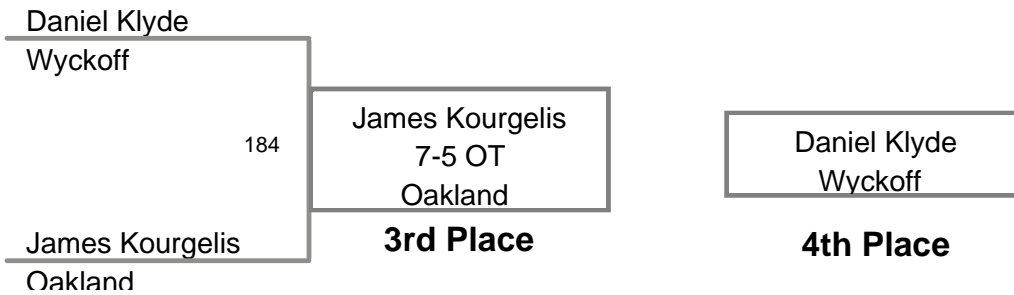 Daniel Klyde
Wyckoff
184
James Kourgelis
Oakland
James Kourgelis
7-5 OT
Oakland
3rd Place
Daniel Klyde
Wyckoff
4th Place